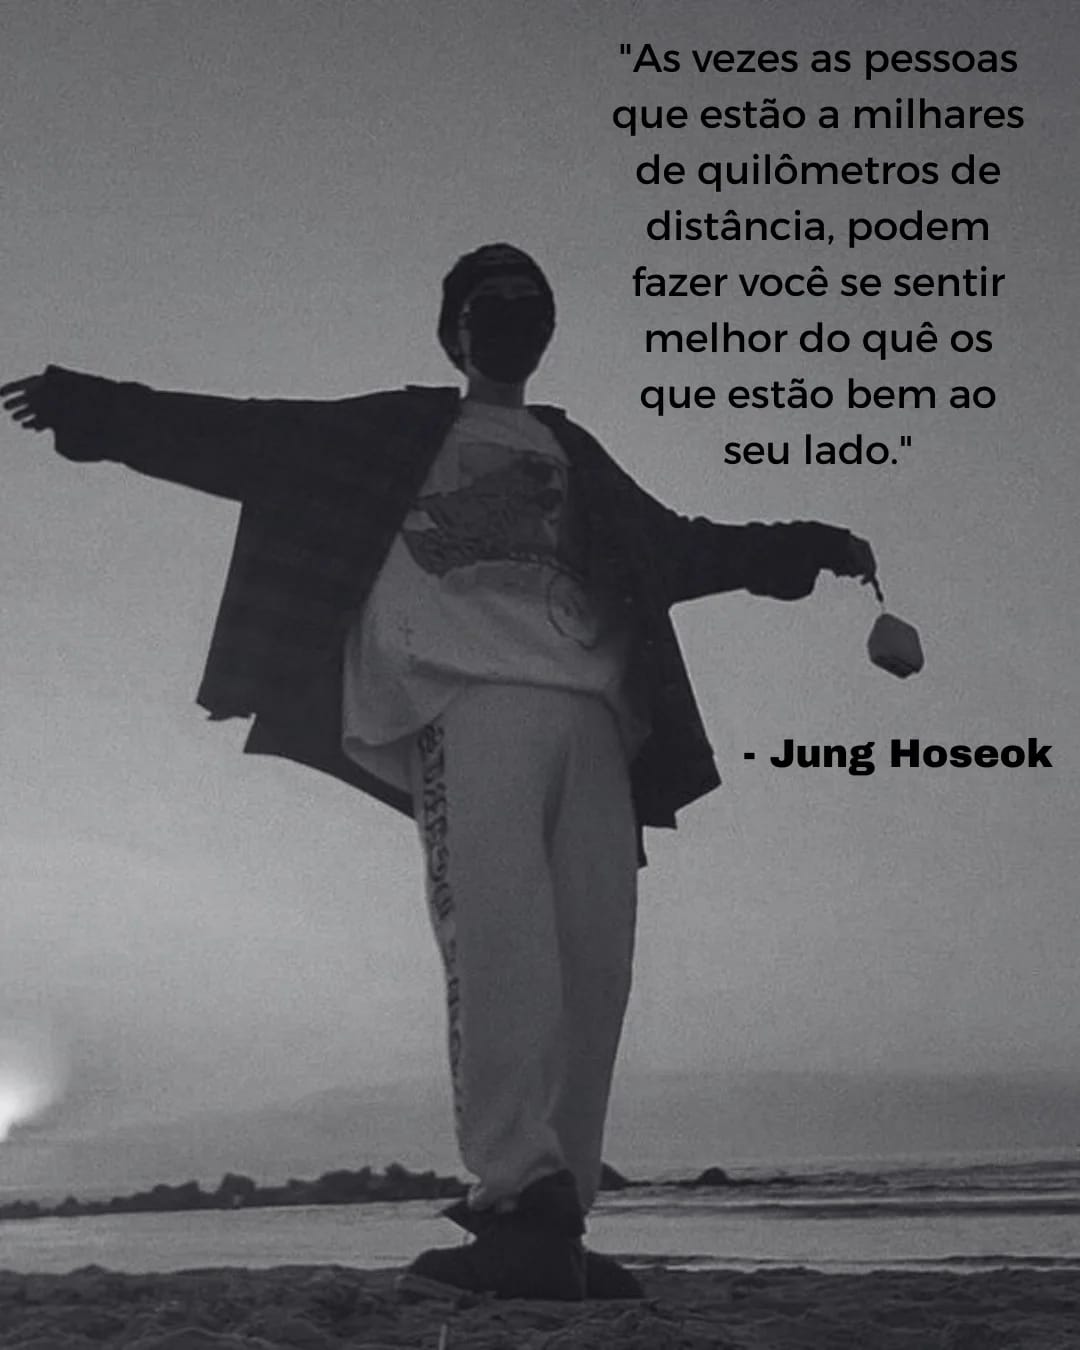 "As vezes as pessoas
que estão a milhares
de quilômetros de
distância, podem
fazer você se sentir
melhor do quê os
que estão bem ao
seu lado."
- Jung Hoseok